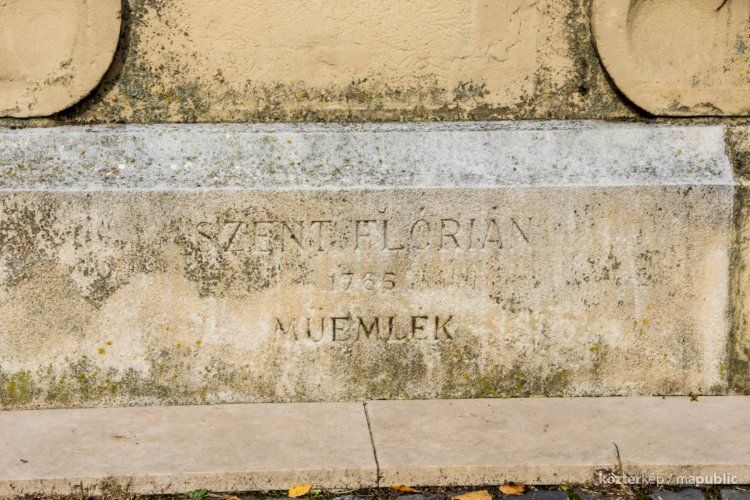 SZENT FLÓRIÁN
1765
MŰEMLÉK
közterkép / mapublic